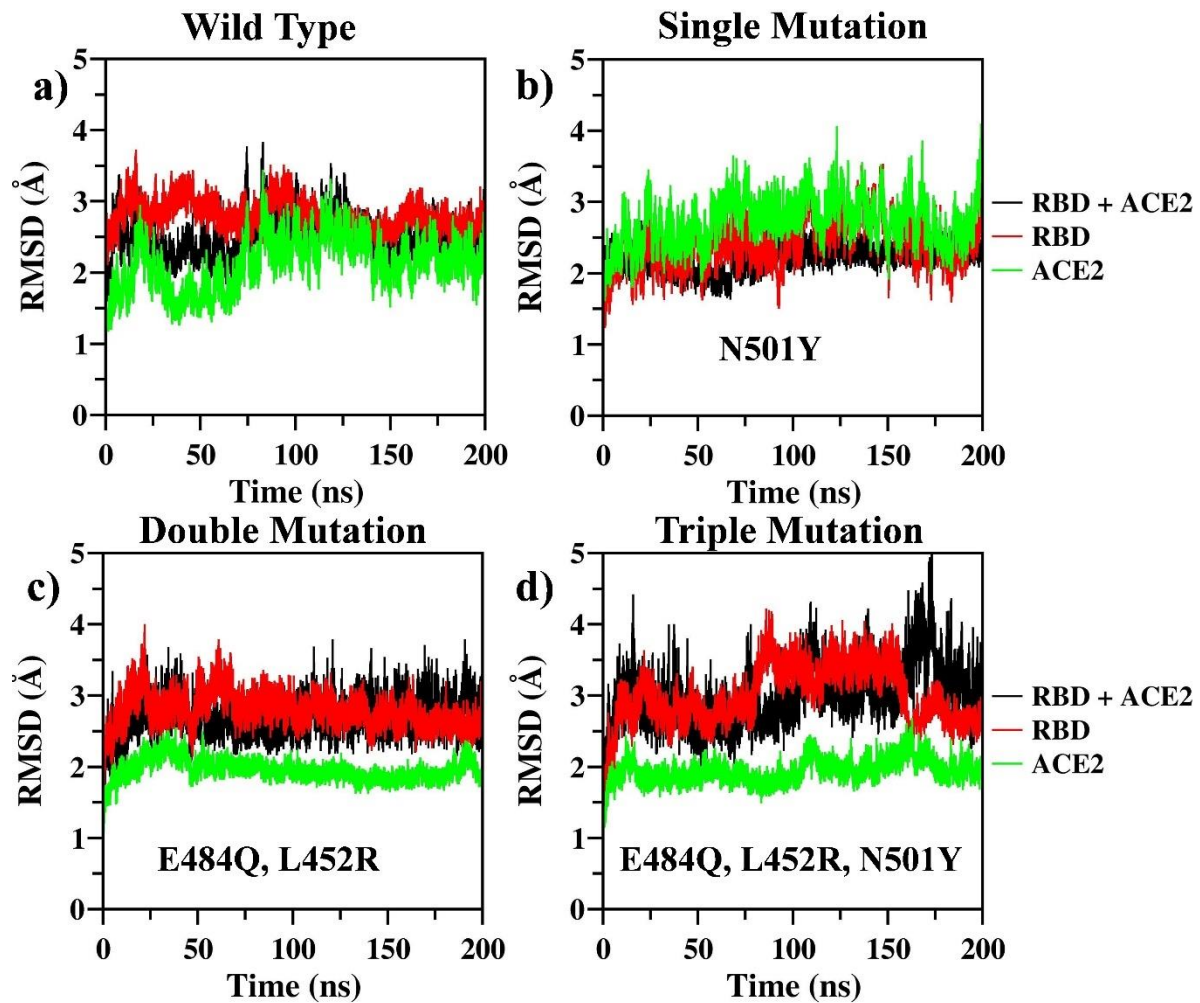 Wild Type
a)
5
4
3
2
1
0
RMSD (Å)
0 50 100 150 200
Time (ns)
Single Mutation
b)
5
4
3
2
1
0
RMSD (Å)
N501Y
0 50 100 150 200
Time (ns)
RBD + ACE2
RBD
ACE2
Double Mutation
c)
5
4
3
2
1
0
RMSD (Å)
E484Q, L452R
0 50 100 150 200
Time (ns)
Triple Mutation
d)
5
4
3
2
1
0
RMSD (Å)
E484Q, L452R, N501Y
0 50 100 150 200
Time (ns)
RBD + ACE2
RBD
ACE2